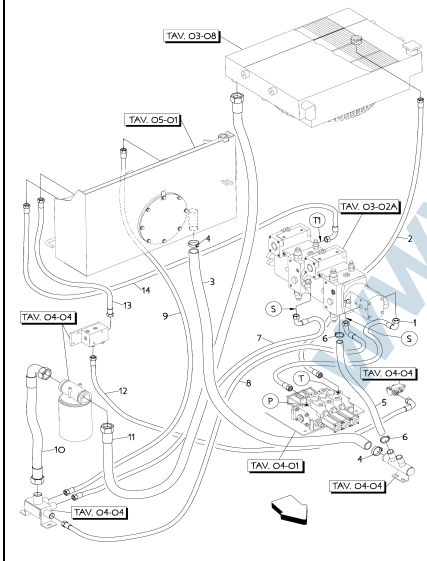 TAV. 03-08
TAV. 05-01
T1
TAV. 03-02A
4
2
3
14
13
9
S
TAV. 04-04
7
6
1
S
TAV. 04-04
12
8
T
P
5
11
6
10
TAV. 04-01
4
TAV. 04-04
TAV. 04-04
WW